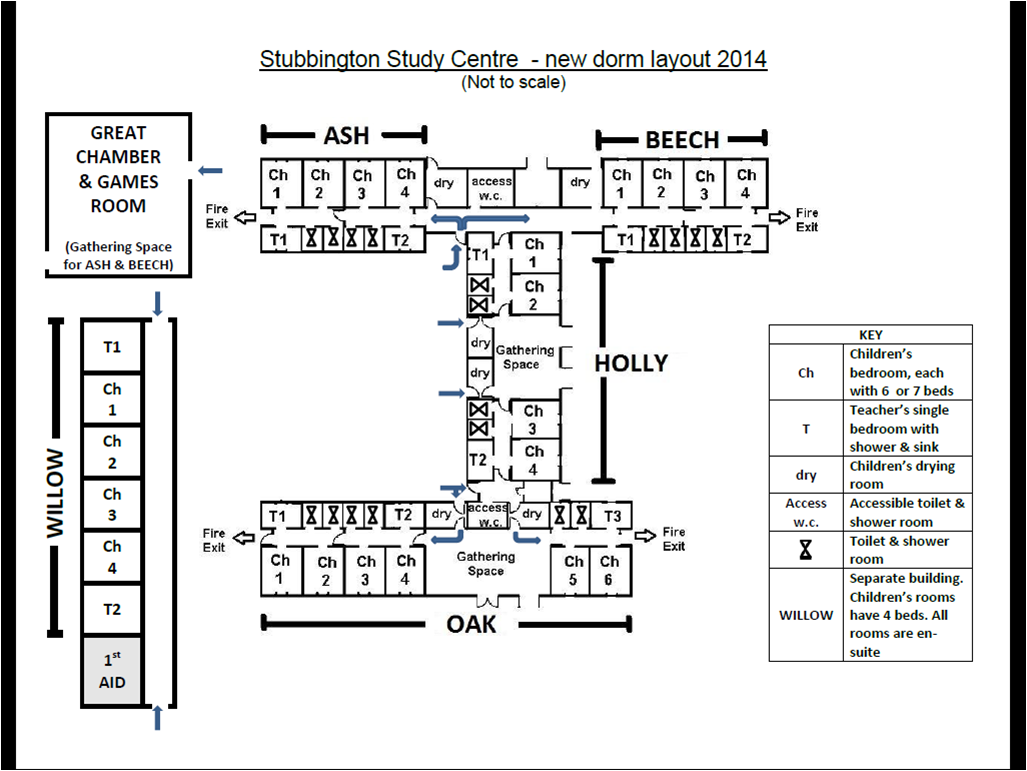 Stubbington Study Centre - new dorm layout 2014
(Not to scale)
GREAT
CHAMBER
& GAMES
ROOM
(Gathering Space
for ASH & BEECH)
ASH
BEECH
Ch
1
Ch
2
Ch
3
Ch
4
dry
access
w.c.
dry
Ch
1
Ch
2
Ch
3
Ch
4
Fire
Exit
Fire
Exit
T1
T2
T1
T2
T1
Ch
1
Ch
2
dry
dry
Gathering
Space
HOLLY
Ch
3
T2
Ch
4
WILLOW
T1
Ch
1
Ch
2
Ch
3
Ch
4
T2
1st
AID
T1
T2
dry
access
w.c.
dry
T3
Fire
Exit
Fire
Exit
Ch
1
Ch
2
Ch
3
Ch
4
Gathering
Space
Ch
5
Ch
6
OAK
KEY
Ch
Children's
bedroom, each
with 6 or 7 beds
T
Teacher's single
bedroom with
shower & sink
dry
Children's drying
room
Access
w.c.
Accessible toilet &
shower room
Toilet & shower
room
WILLOW
Separate building.
Children's rooms
have 4 beds. All
rooms are en-
suite